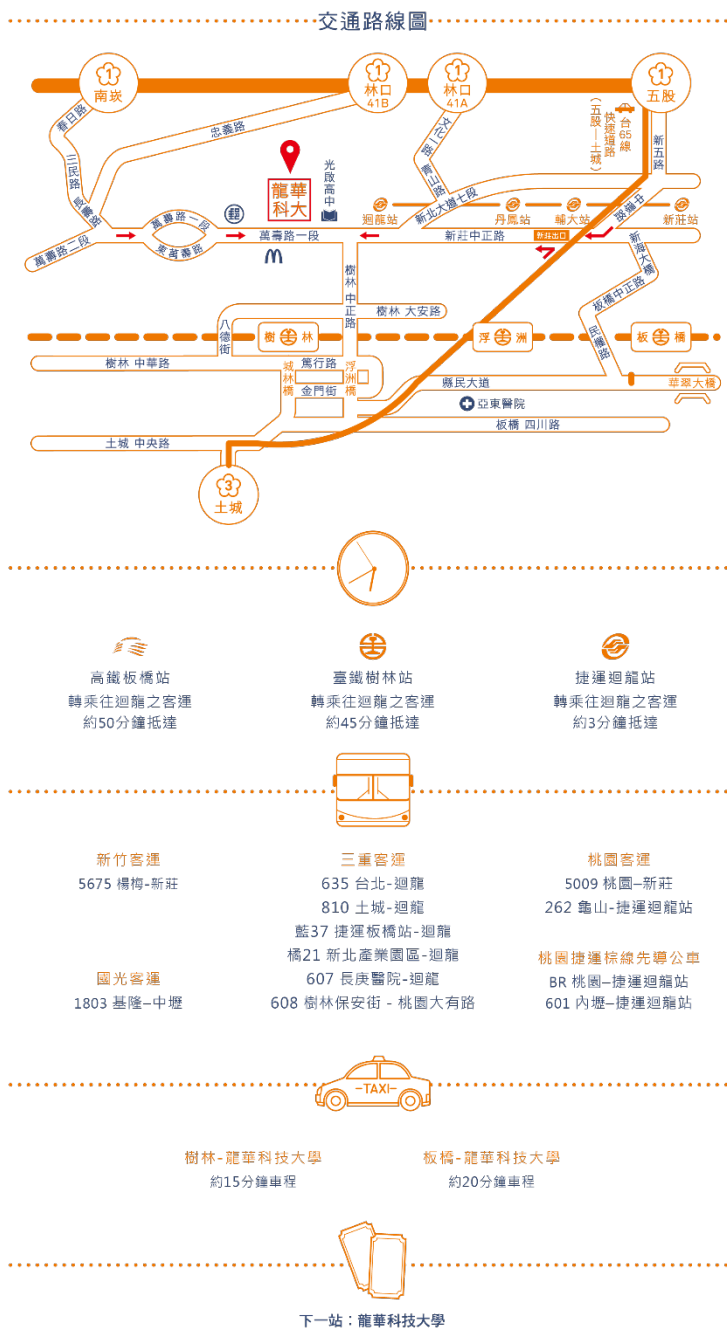 交通路線圖
1
南崁
1
林口
41B
1
林口
41A
1
五股
春日路
三民路
長壽路
忠義路
文化一路
青山路
台65線
快速道路
(五股—土城)
新五路
中環路
龍華
科大
光啟高中
郵
迴龍站
新北大道七段
丹鳳站
輔大站
新莊站
萬壽路二段
萬壽路一段
東萬壽路
萬壽路一段
新莊中正路
新莊出口
新海大橋
樹林 中正路
板橋中正路
樹林 大安路
八德街
樹 林
浮 洲
板 橋
民權路
樹林 中華路
城林橋
篤行路
金門街
浮洲橋
縣民大道
華翠大橋
亞東醫院
板橋 四川路
土城 中央路
3
土城
高鐵板橋站
轉乘往迴龍之客運
約50分鐘抵達
臺鐵樹林站
轉乘往迴龍之客運
約45分鐘抵達
捷運迴龍站
轉乘往迴龍之客運
約3分鐘抵達
新竹客運
5675 楊梅-新莊
國光客運
1803 基隆–中壢
三重客運
635 台北-迴龍
810 土城-迴龍
藍37 捷運板橋站-迴龍
橘21 新北產業園區-迴龍
607 長庚醫院-迴龍
608 樹林保安街 - 桃園大有路
桃園客運
5009 桃園–新莊
262 龜山-捷運迴龍站
桃園捷運棕線先導公車
BR 桃園–捷運迴龍站
601 內壢–捷運迴龍站
-TAXI-
樹林-龍華科技大學
約15分鐘車程
板橋-龍華科技大學
約20分鐘車程
下一站：龍華科技大學